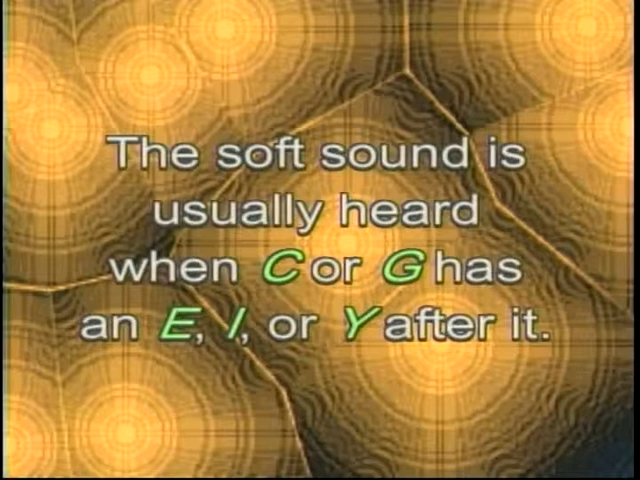 The soft sound is
usually heard
when C or G has
an E, I, or Y after it.